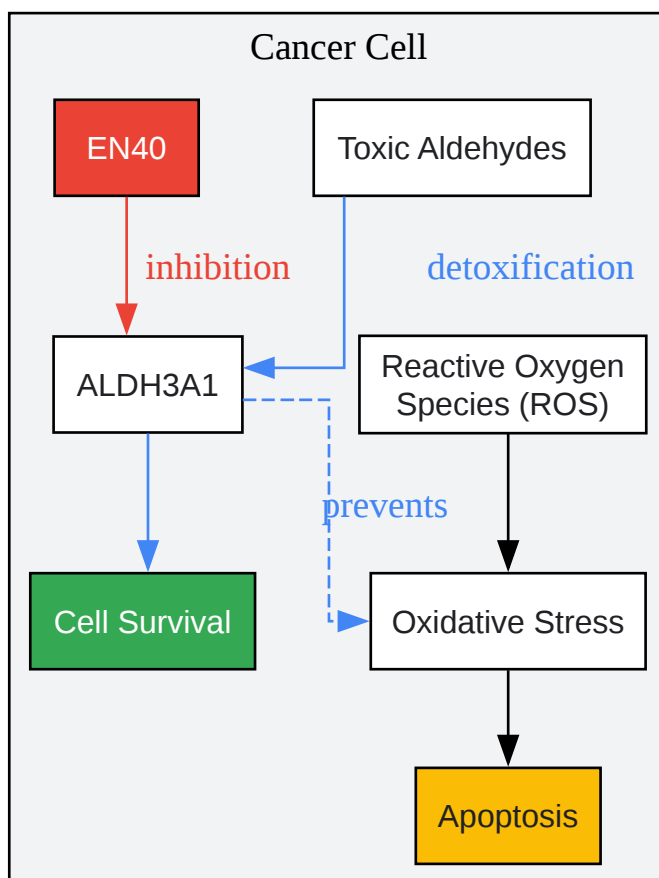 Cancer Cell
EN40
Toxic Aldehydes
inhibition
detoxification
ALDH3A1
Reactive Oxygen
Species (ROS)
prevents
Cell Survival
Oxidative Stress
Apoptosis